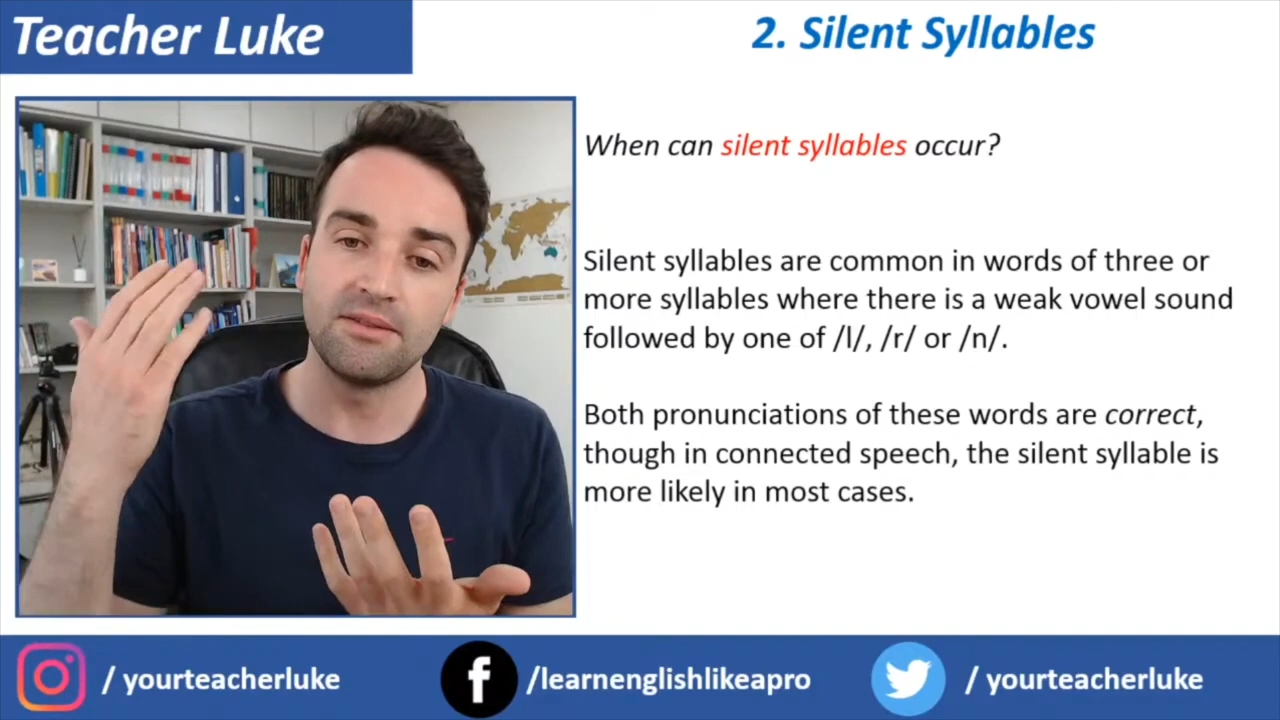 Teacher Luke
2. Silent Syllables
When can silent syllables occur?
Silent syllables are common in words of three or
more syllables where there is a weak vowel sound
followed by one of /l/, /r/ or /n/.
Both pronunciations of these words are correct,
though in connected speech, the silent syllable is
more likely in most cases.
/ yourteacherluke
/learnenglishlikeapro
/ yourteacherluke